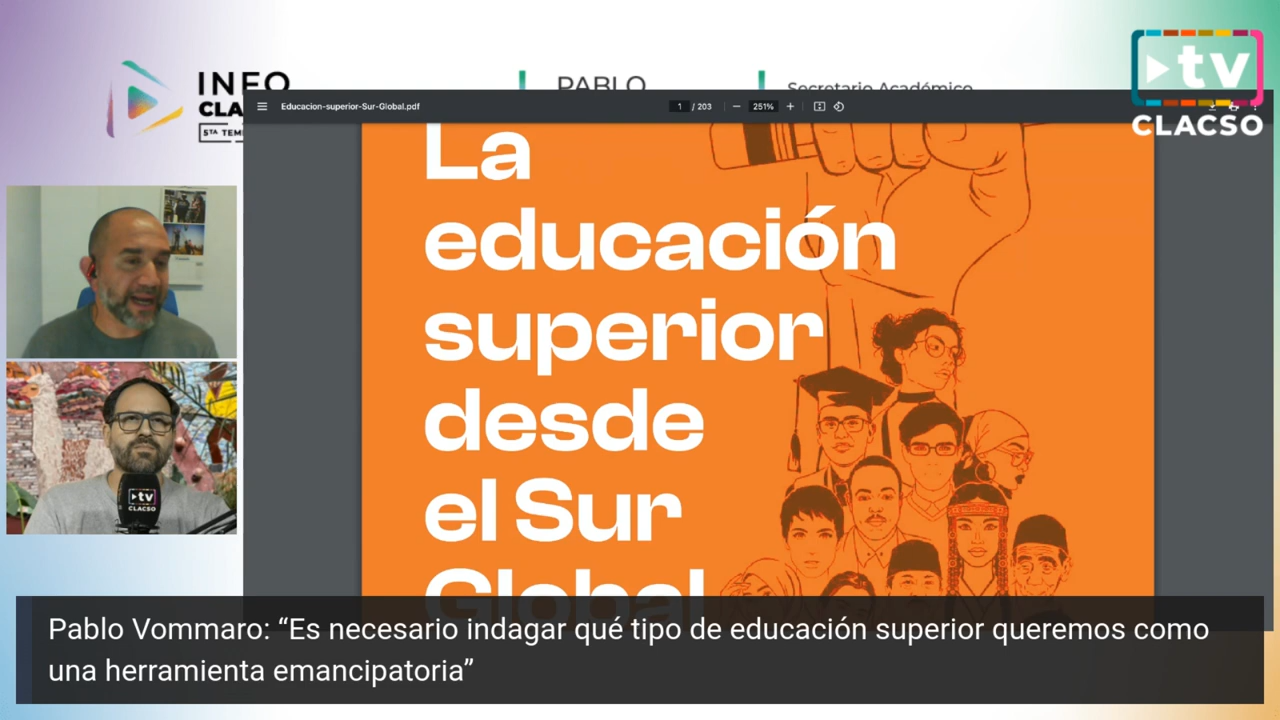 INFO
CLA
5TA TEM
PABLO
Secretario Académico
tv
CLACSO
Educacion-superior-Sur-Global.pdf
1 / 203
251%
La
educación
superior
desde
el Sur
Global
tv
CLACSO
Pablo Vommaro: “Es necesario indagar qué tipo de educación superior queremos como
una herramienta emancipatoria”